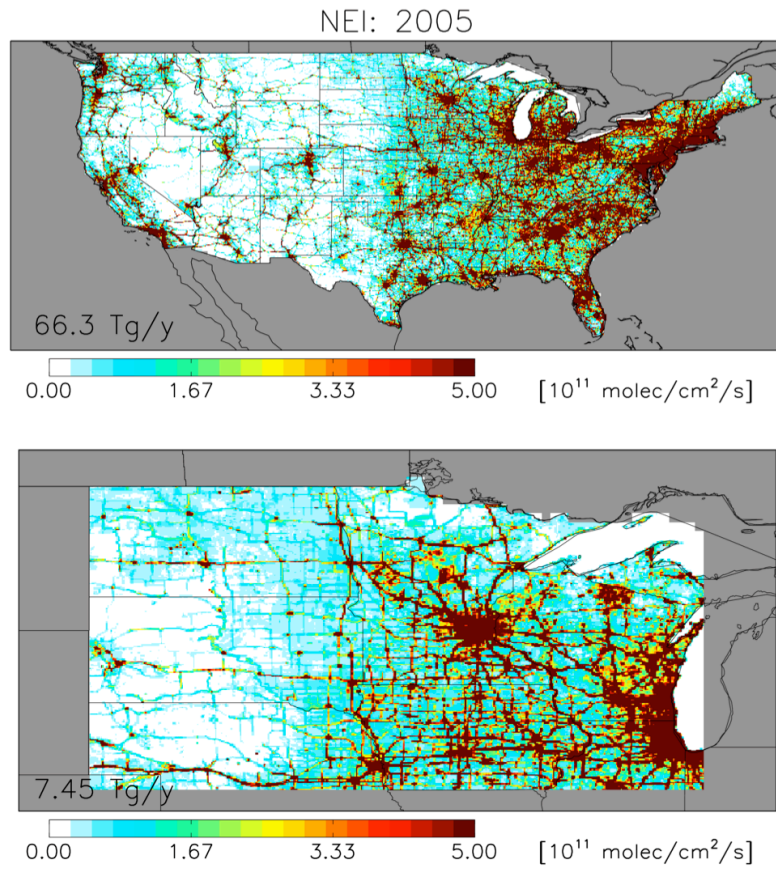 NEI: 2005
66.3 Tg/y
0.00 1.67 3.33 5.00 [10¹¹ molec/cm²/s]
7.45 Tg/y
0.00 1.67 3.33 5.00 [10¹¹ molec/cm²/s]